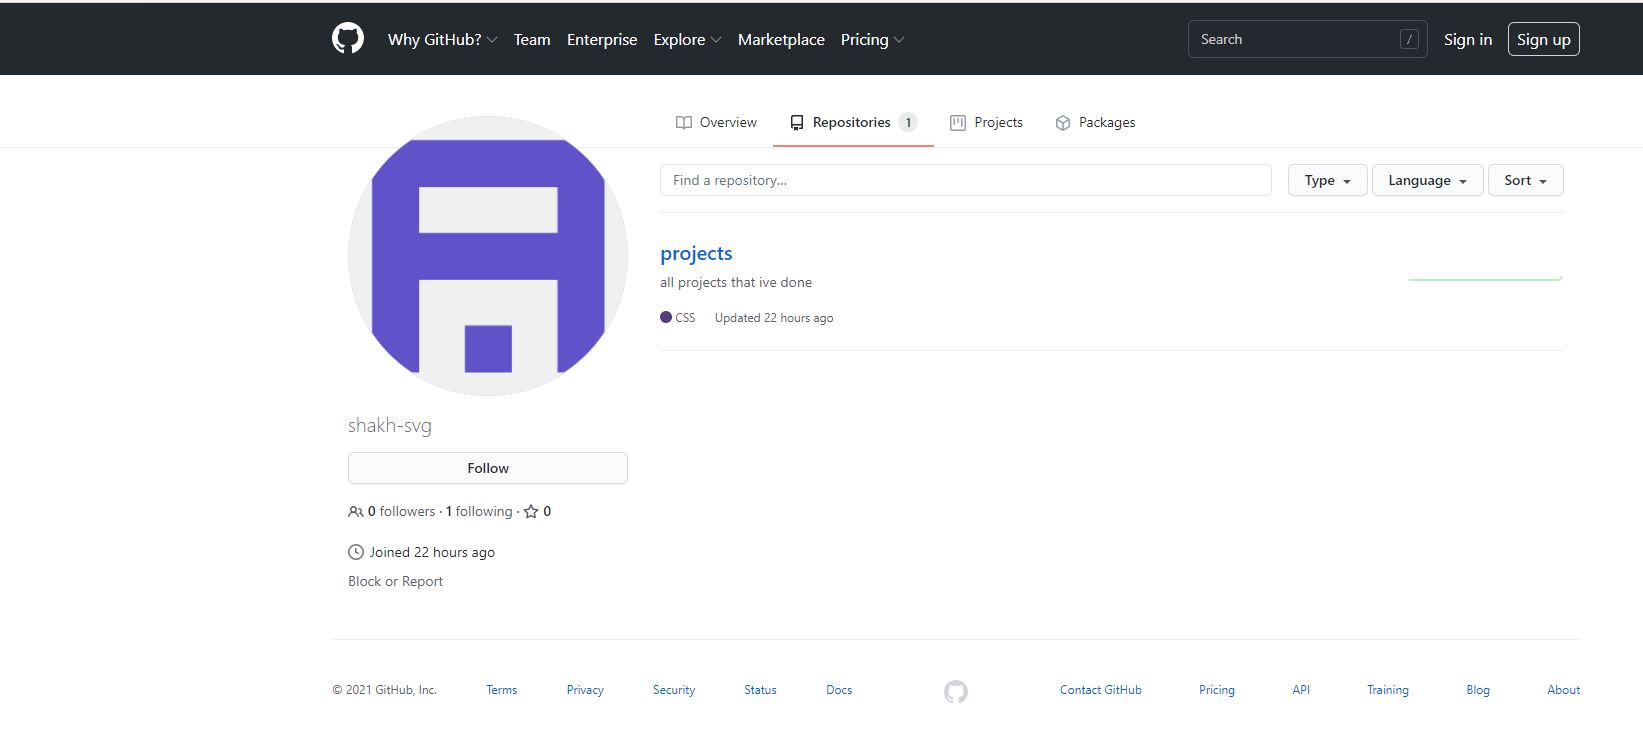 Why GitHub? Team Enterprise Explore Marketplace Pricing Search / Sign in Sign up
Overview Repositories 1 Projects Packages
Find a repository... Type Language Sort
projects
all projects that ive done
CSS Updated 22 hours ago
shakh-svg
Follow
0 followers · 1 following · 0
Joined 22 hours ago
Block or Report
© 2021 GitHub, Inc. Terms Privacy Security Status Docs Contact GitHub Pricing API Training Blog About